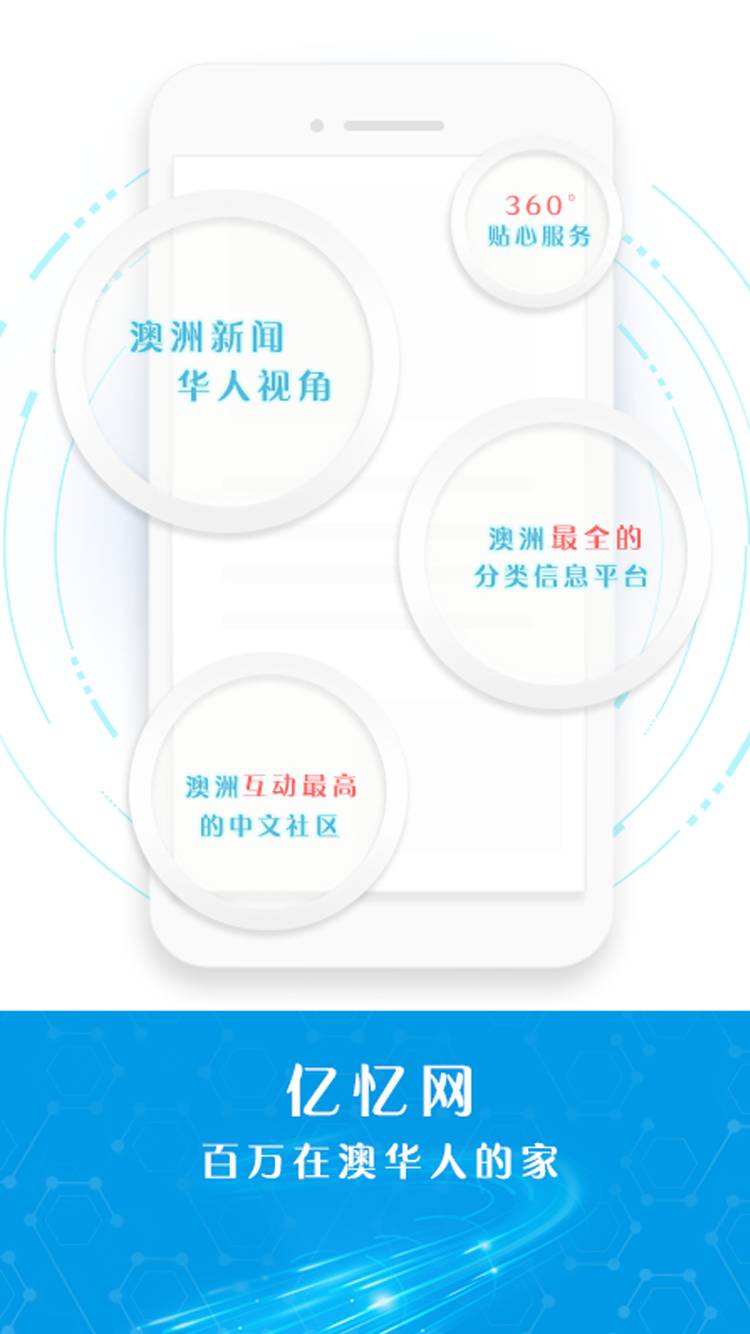 360°
贴心服务
澳洲新闻
华人视角
澳洲最全的
分类信息平台
澳洲互动最高
的中文社区
亿忆网
百万在澳华人的家